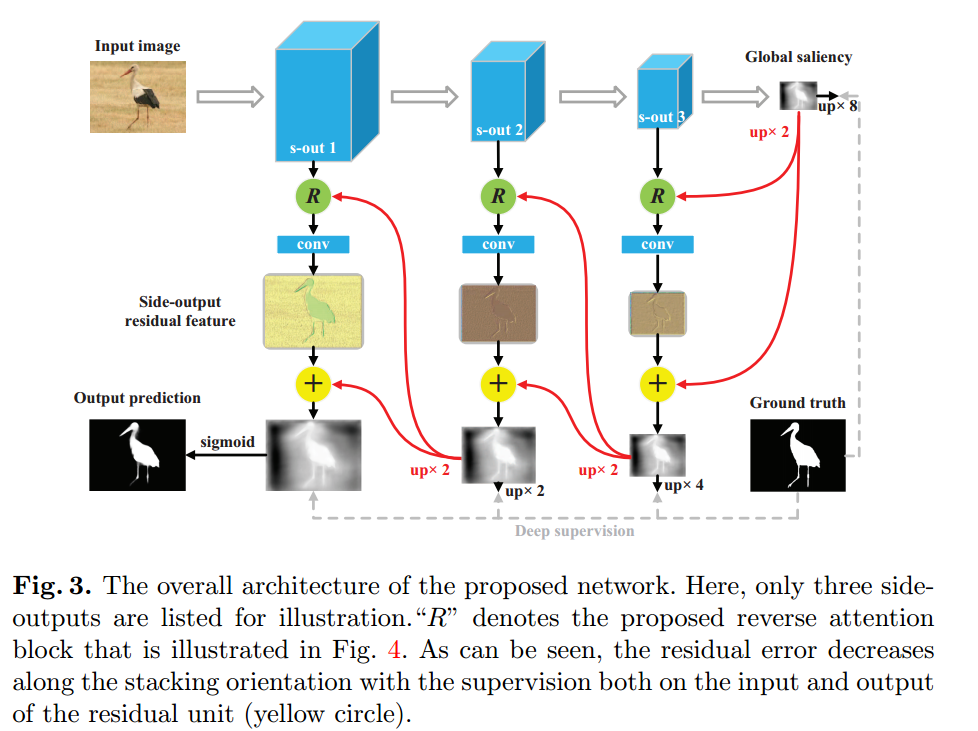 Input image
Global saliency
s-out 1
s-out 2
s-out 3
up× 8
up× 2
R
R
R
conv
conv
conv
Side-output
residual feature
+
+
+
Output prediction
Ground truth
sigmoid
up× 2
up× 2
up× 2
up× 4
Deep supervision
Fig. 3. The overall architecture of the proposed network. Here, only three side-
outputs are listed for illustration.“R” denotes the proposed reverse attention
block that is illustrated in Fig. 4. As can be seen, the residual error decreases
along the stacking orientation with the supervision both on the input and output
of the residual unit (yellow circle).